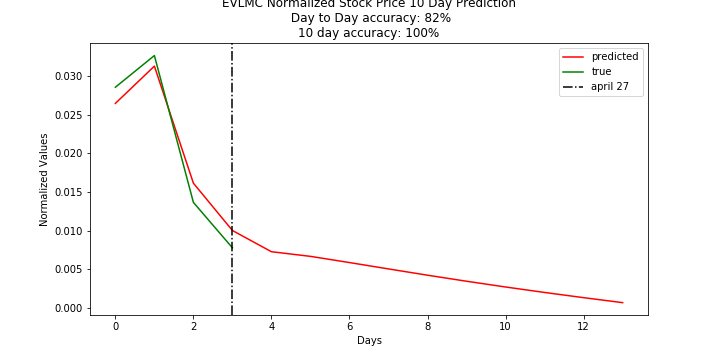 EVLMC Normalized Stock Price 10 Day Prediction
Day to Day accuracy: 82%
10 day accuracy: 100%
predicted
true
april 27
Normalized Values
0.030
0.025
0.020
0.015
0.010
0.005
0.000
0 2 4 6 8 10 12
Days